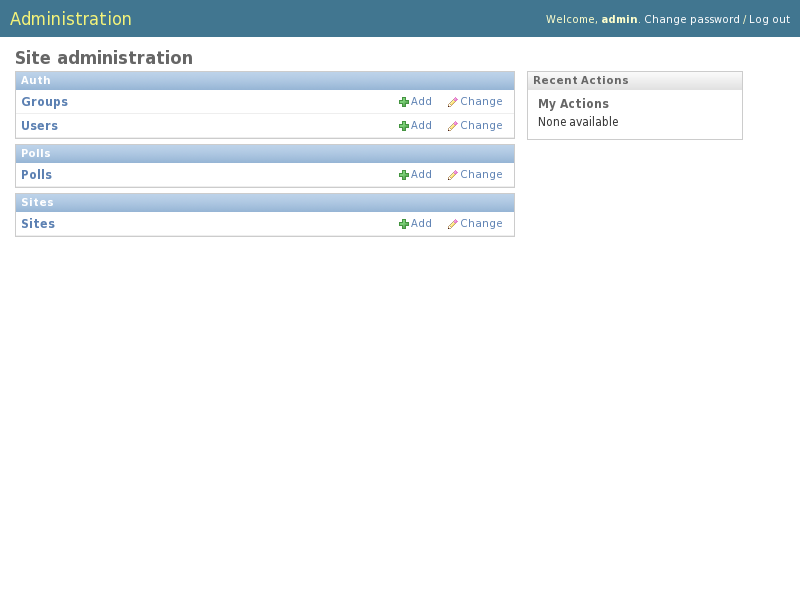 Administration
Welcome, admin. Change password / Log out
Site administration
Auth
Groups Add Change
Users Add Change
Polls
Polls Add Change
Sites
Sites Add Change
Recent Actions
My Actions
None available